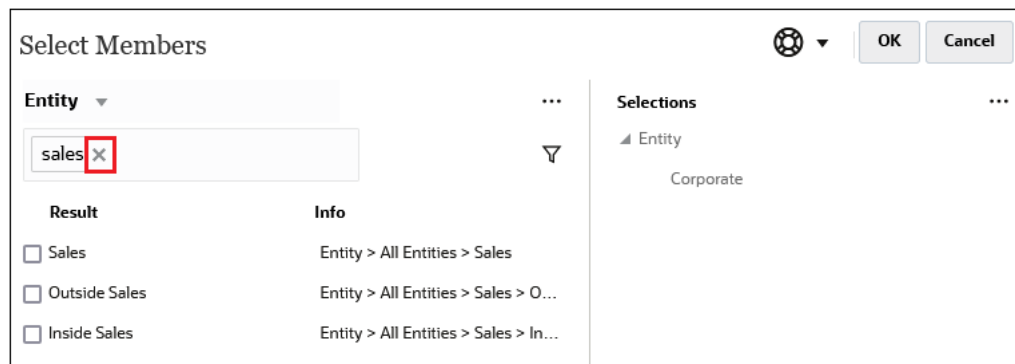 Select Members
OK
Cancel
Entity
Selections
sales
Entity
Corporate
Result Info
Sales Entity > All Entities > Sales
Outside Sales Entity > All Entities > Sales > O...
Inside Sales Entity > All Entities > Sales > In...